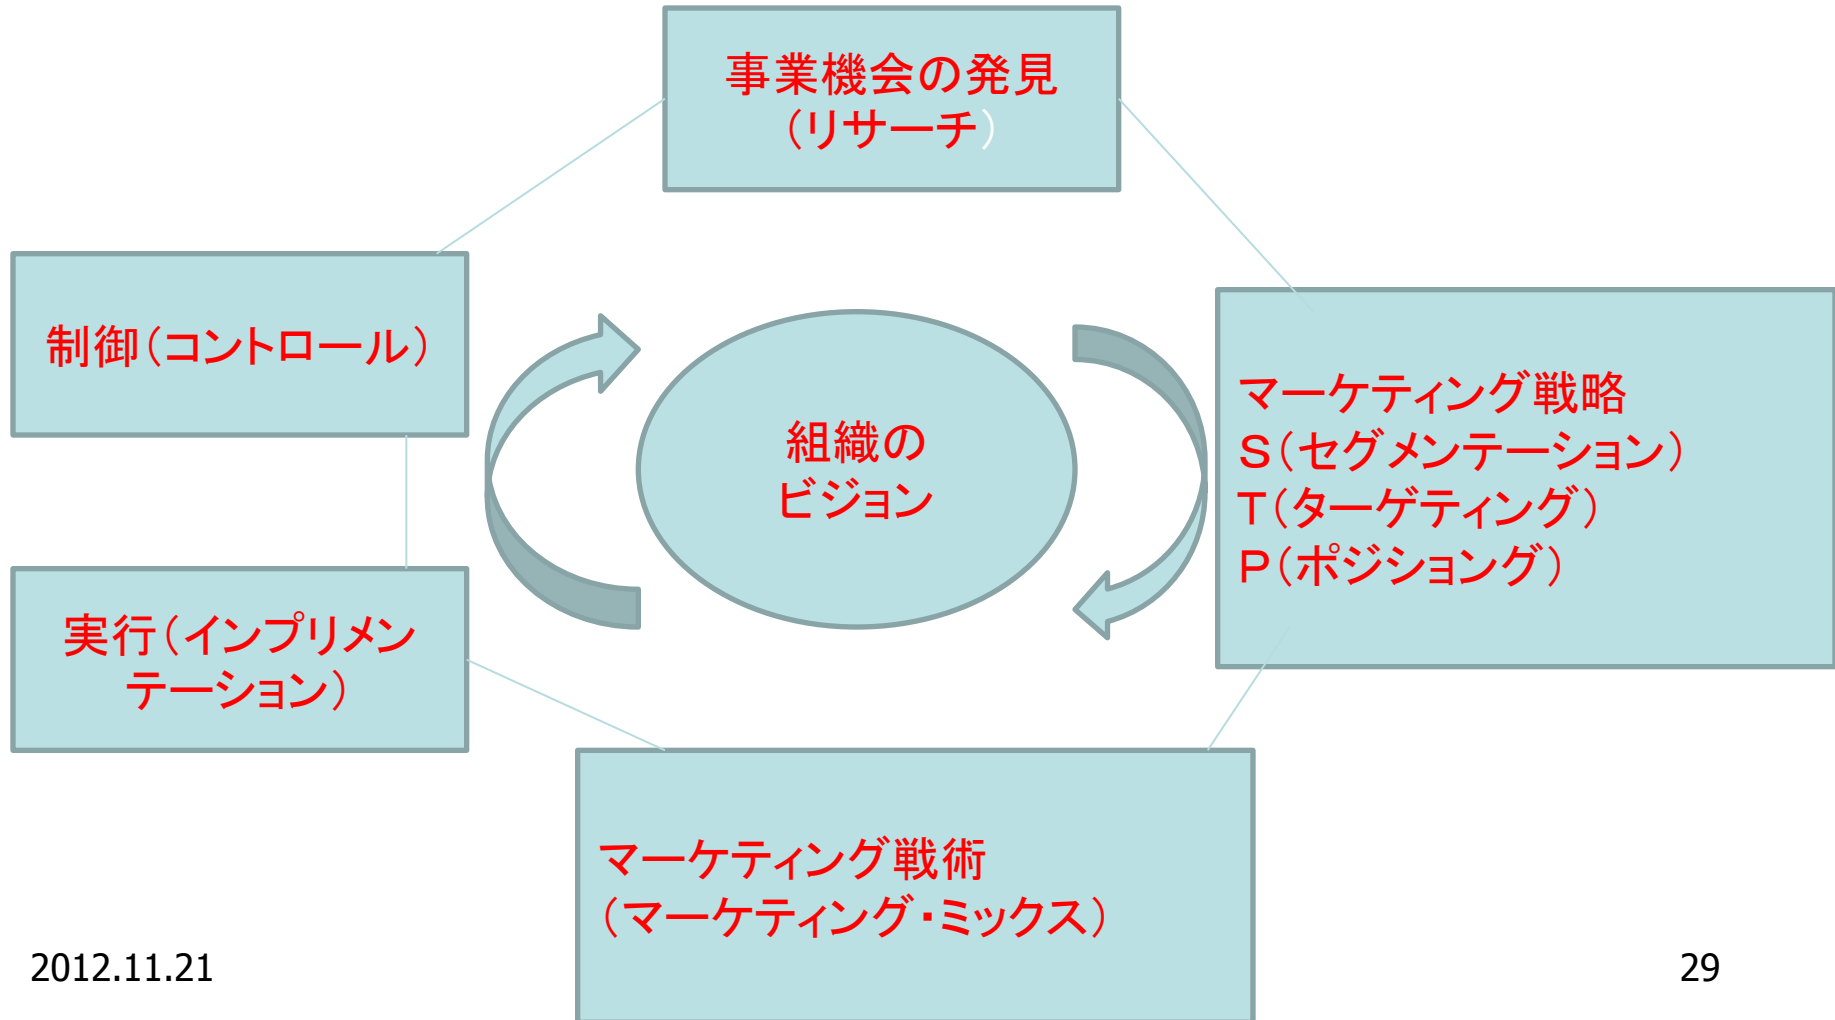 事業機会の発見
（リサーチ）
制御（コントロール）
組織の
ビジョン
マーケティング戦略
Ｓ（セグメンテーション）
Ｔ（ターゲティング）
Ｐ（ポジショング）
実行（インプリメン
テーション）
マーケティング戦術
（マーケティング・ミックス）
2012.11.21
29